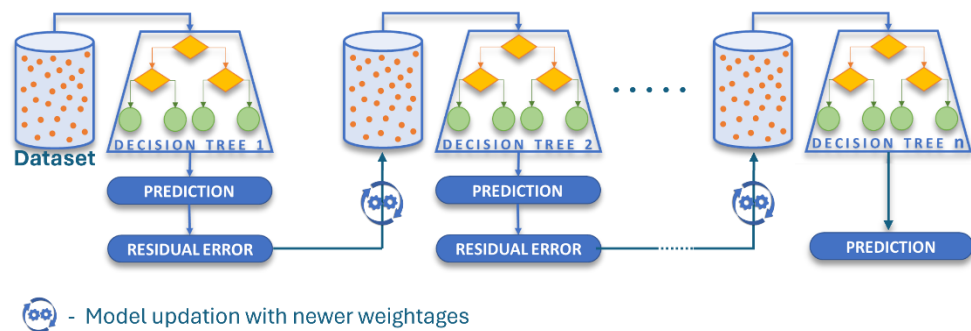 Dataset
DECISION TREE 1
PREDICTION
RESIDUAL ERROR
DECISION TREE 2
PREDICTION
RESIDUAL ERROR
DECISION TREE n
PREDICTION
- Model updation with newer weightages